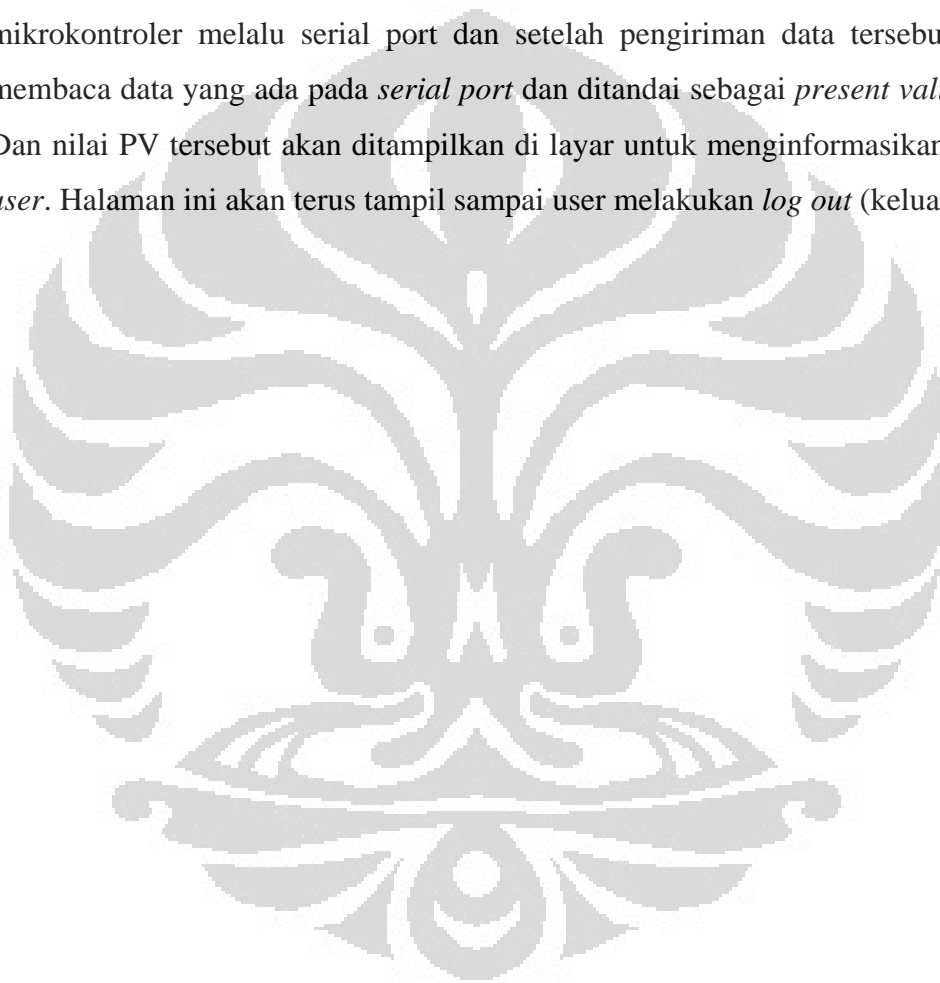 mikrokontroler melalu serial port dan setelah pengiriman data tersebu
membaca data yang ada pada serial port dan ditandai sebagai present val
Dan nilai PV tersebut akan ditampilkan di layar untuk menginformasikan
user. Halaman ini akan terus tampil sampai user melakukan log out (kelua